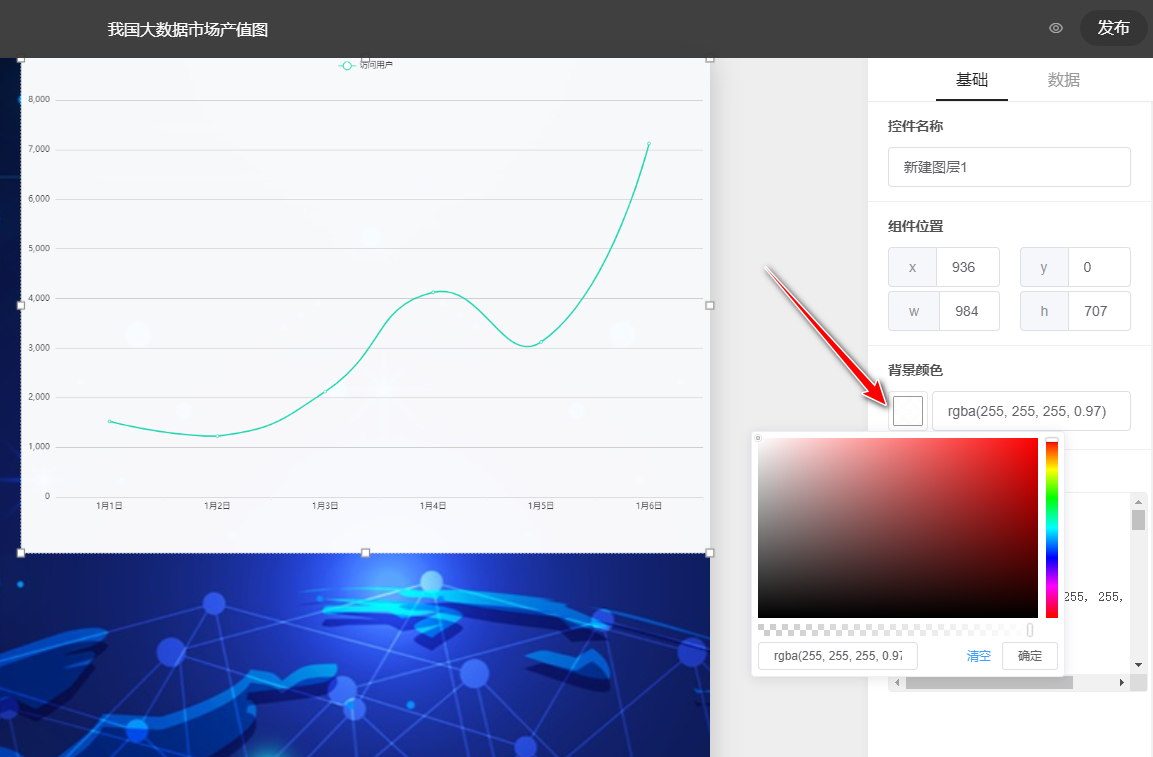 我国大数据市场产值图
发布
访问用户
8,000
7,000
6,000
5,000
4,000
3,000
2,000
1,000
0
1月1日 1月2日 1月3日 1月4日 1月5日 1月6日
基础 数据
控件名称
新建图层1
组件位置
x 936 y 0
w 984 h 707
背景颜色
rgba(255, 255, 255, 0.97)
255, 255,
rgba(255, 255, 255, 0.97
清空 确定